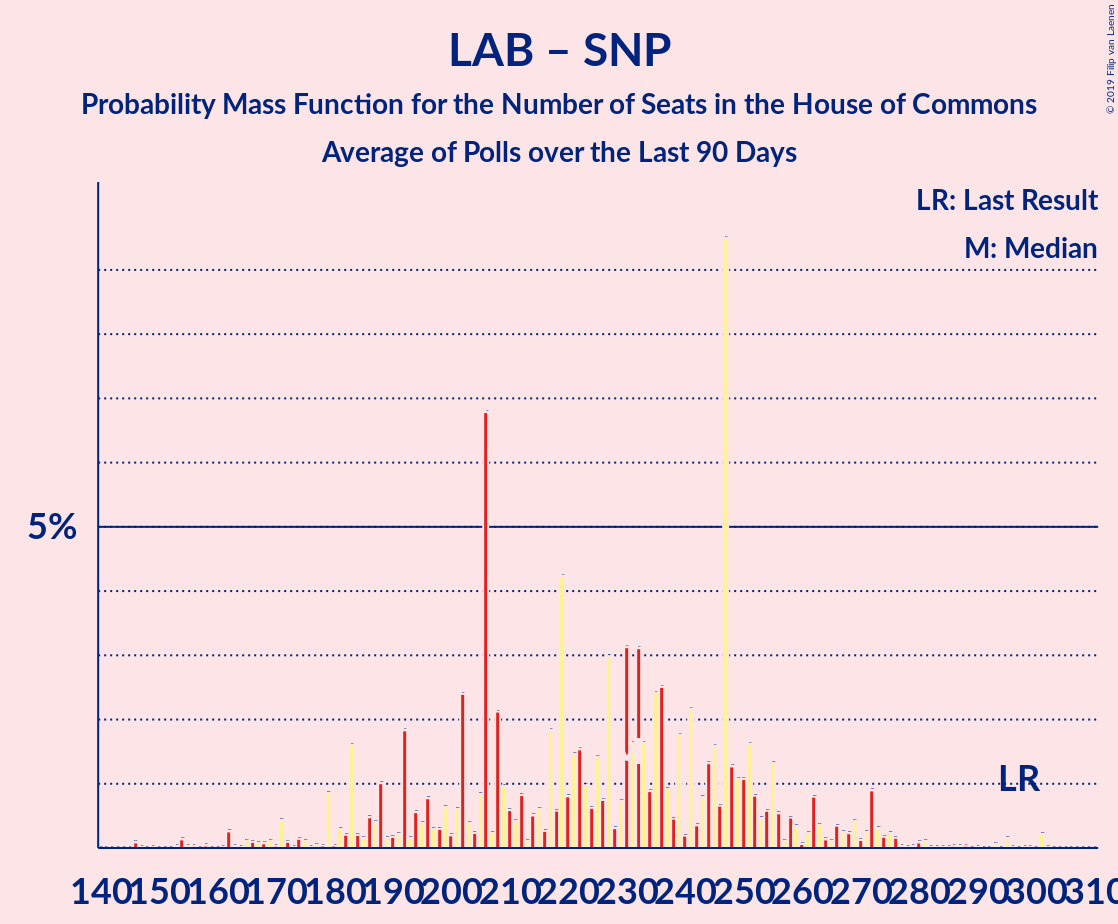 LAB – SNP
Probability Mass Function for the Number of Seats in the House of Commons
Average of Polls over the Last 90 Days
© 2019 Filip van Laenen
LR: Last Result
M: Median
5%
LR
140 150 160 170 180 190 200 210 220 230 240 250 260 270 280 290 300 310